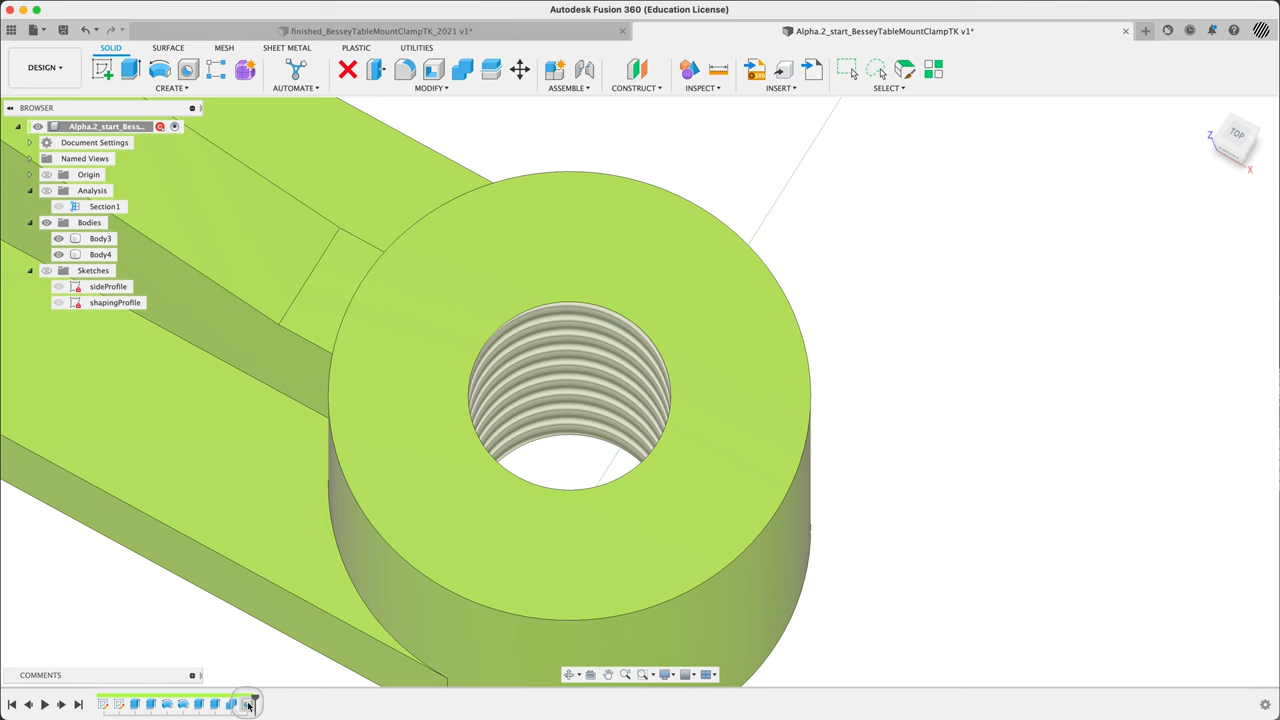 Autodesk Fusion 360 (Education License)
finished_BesseyTableMountClampTK_2021 v1*
Alpha.2_start_BesseyTableMountClampTK v1*
SOLID SURFACE MESH SHEET METAL PLASTIC UTILITIES
DESIGN
CREATE AUTOMATE MODIFY ASSEMBLE CONSTRUCT INSPECT INSERT SELECT
BROWSER
Alpha.2_start_Bess...
Document Settings
Named Views
Origin
Analysis
Section1
Bodies
Body3
Body4
Sketches
sideProfile
shapingProfile
TOP
Z
X
COMMENTS